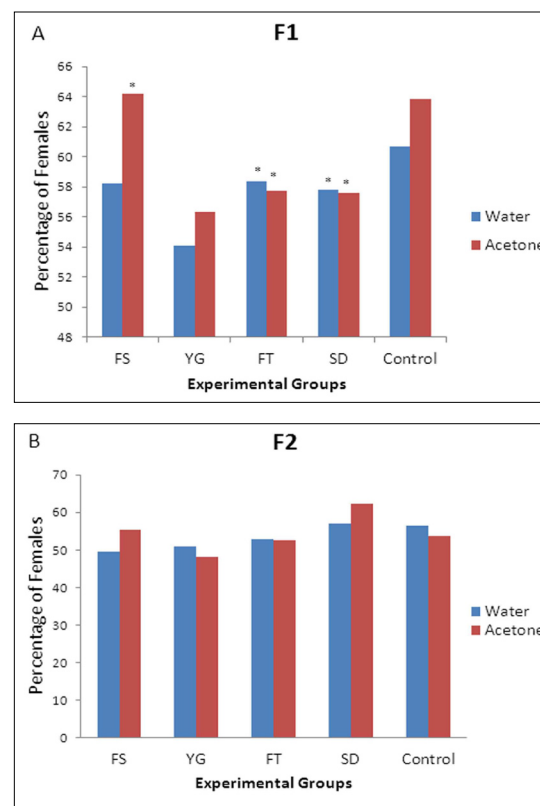 A
F1
Percentage of Females
66
64
62
60
58
56
54
52
50
48
*
* *
* *
FS YG FT SD Control
Experimental Groups
Water
Acetone
B
F2
Percentage of Females
70
60
50
40
30
20
10
0
FS YG FT SD Control
Experimental Groups
Water
Acetone